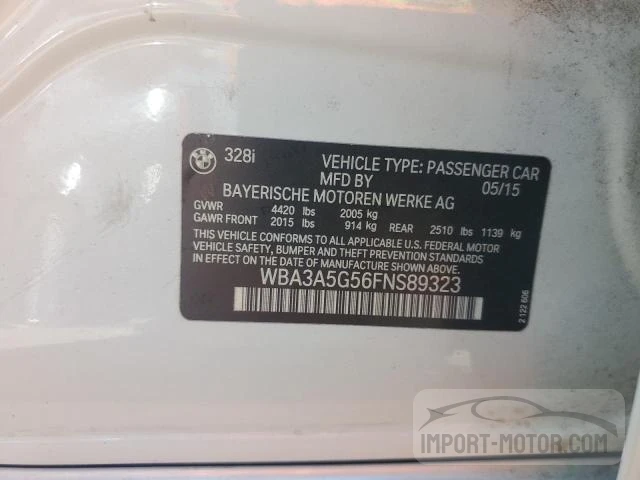 BMW
328i
VEHICLE TYPE: PASSENGER CAR
MFD BY 05/15
BAYERISCHE MOTOREN WERKE AG
GVWR 4420 lbs 2005 kg
GAWR FRONT 2015 lbs 914 kg REAR 2510 lbs 1139 kg
THIS VEHICLE CONFORMS TO ALL APPLICABLE U.S. FEDERAL MOTOR
VEHICLE SAFETY, BUMPER AND THEFT PREVENTION STANDARDS
IN EFFECT ON THE DATE OF MANUFACTURE SHOWN ABOVE.
WBA3A5G56FNS89323
2 122 606
IMPORT-MOTOR.COM